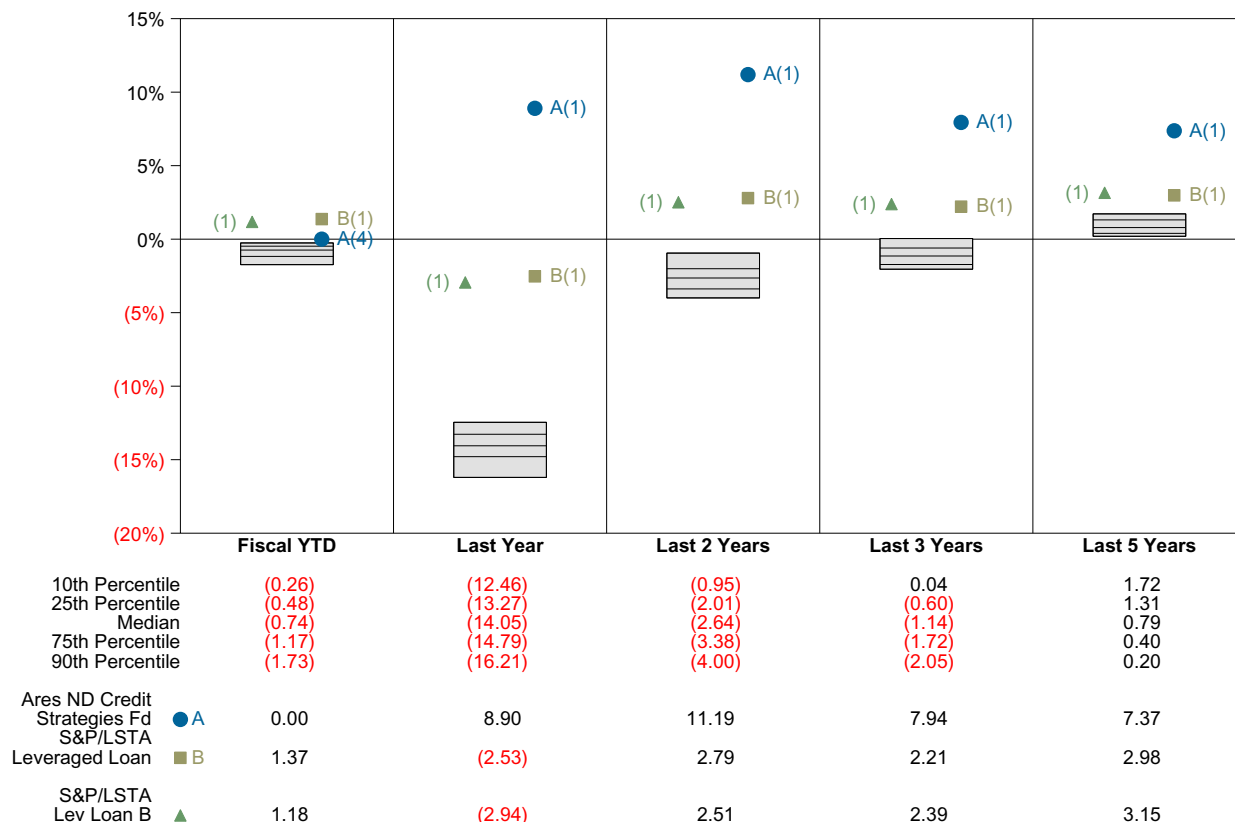 15%
10%
5%
0%
(5%)
(10%)
(15%)
(20%)
(1) B(1)
A(4)
A(1)
(1) B(1)
A(1)
(1) B(1)
A(1)
(1) B(1)
A(1)
(1) B(1)
Fiscal YTD Last Year Last 2 Years Last 3 Years Last 5 Years
10th Percentile (0.26) (12.46) (0.95) 0.04 1.72
25th Percentile (0.48) (13.27) (2.01) (0.60) 1.31
Median (0.74) (14.05) (2.64) (1.14) 0.79
75th Percentile (1.17) (14.79) (3.38) (1.72) 0.40
90th Percentile (1.73) (16.21) (4.00) (2.05) 0.20
Ares ND Credit
Strategies Fd A 0.00 8.90 11.19 7.94 7.37
S&P/LSTA
Leveraged Loan B 1.37 (2.53) 2.79 2.21 2.98
S&P/LSTA
Lev Loan B 1.18 (2.94) 2.51 2.39 3.15